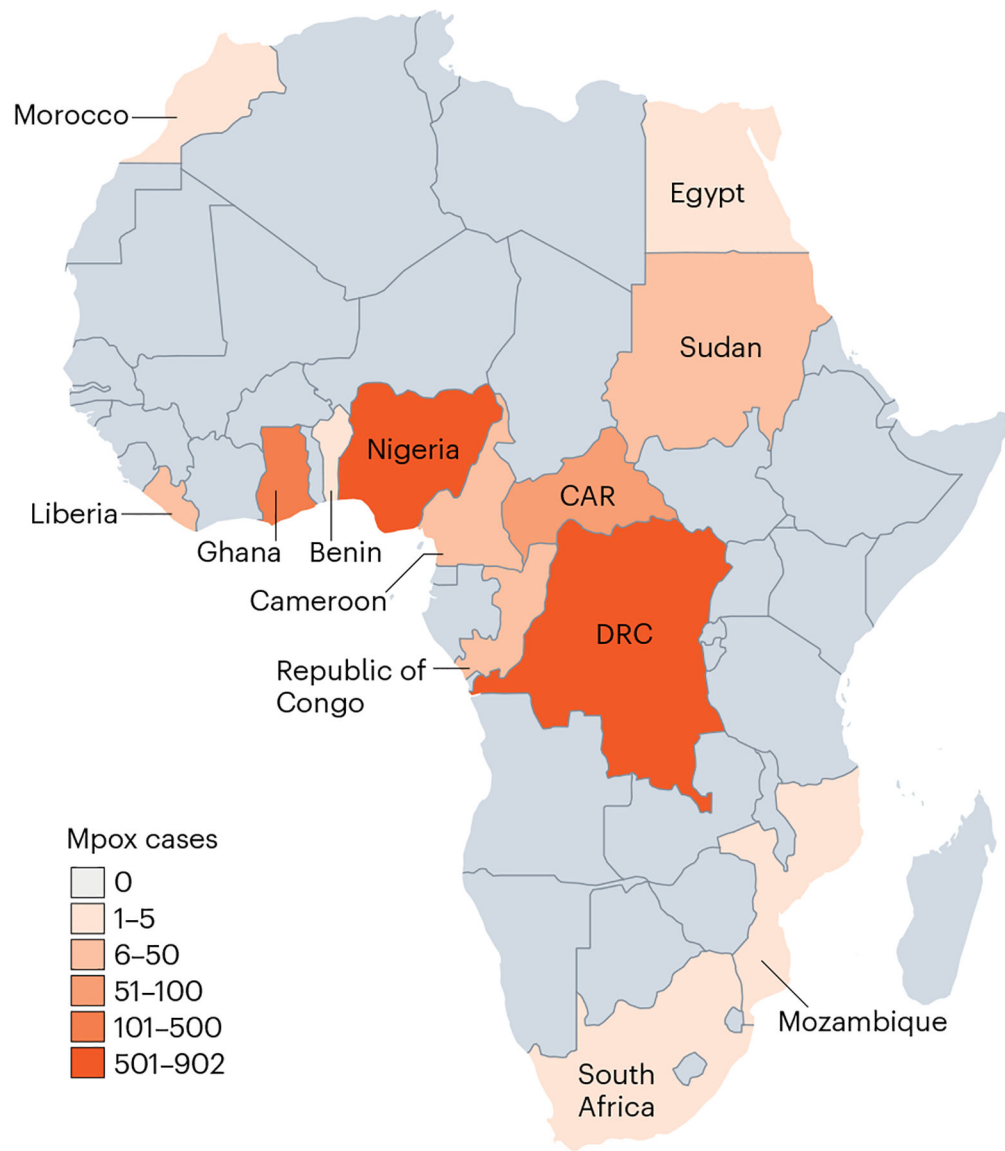 Morocco
Egypt
Sudan
Nigeria
CAR
Liberia
Ghana
Benin
Cameroon
DRC
Republic of
Congo
Mpox cases
0
1–5
6–50
51–100
101–500
501–902
Mozambique
South
Africa